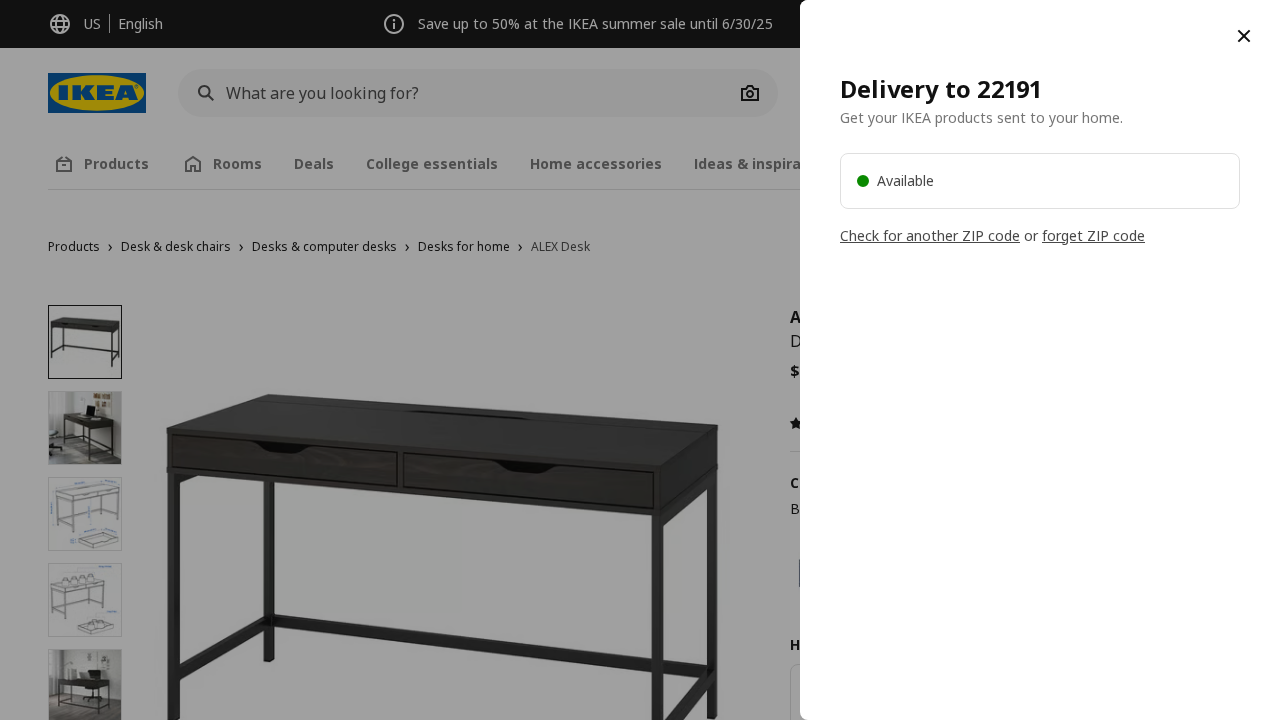 US
English
Save up to 50% at the IKEA summer sale until 6/30/25
IKEA
What are you looking for?
Products
Rooms
Deals
College essentials
Home accessories
Ideas & inspira
Products
Desk & desk chairs
Desks & computer desks
Desks for home
ALEX Desk
A
D
$
C
B
H
Delivery to 22191
Get your IKEA products sent to your home.
Available
Check for another ZIP code or forget ZIP code